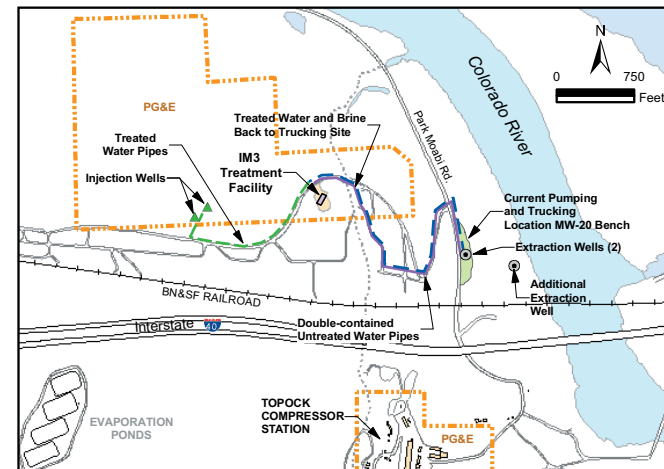 PG&E
Treated Water and Brine
Back to Trucking Site
Treated
Water Pipes
Injection Wells
IM3
Treatment
Facility
Park Moabi Rd
Colorado River
N
0 750
Feet
Current Pumping
and Trucking
Location MW-20 Bench
Extraction Wells (2)
Additional
Extraction
Well
BN&SF RAILROAD
Interstate 40
Double-contained
Untreated Water Pipes
EVAPORATION
PONDS
TOPOCK
COMPRESSOR
STATION
PG&E